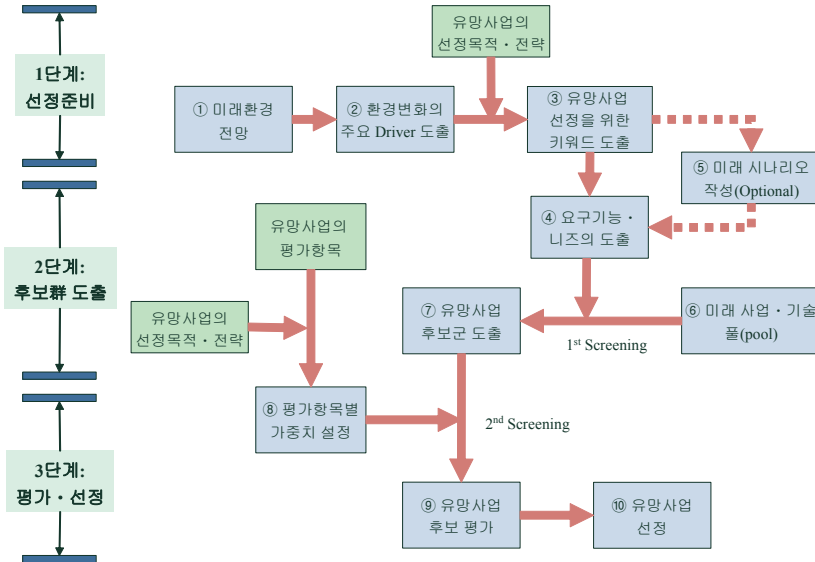 1단계:
선정준비
2단계:
후보群 도출
3단계:
평가・선정
유망사업의
선정목적・전략
① 미래환경
전망
② 환경변화의
주요 Driver 도출
③ 유망사업
선정을 위한
키워드 도출
⑤ 미래 시나리오
작성(Optional)
④ 요구기능・
니즈의 도출
유망사업의
평가항목
유망사업의
선정목적・전략
⑦ 유망사업
후보군 도출
⑥ 미래 사업・기술
풀(pool)
1st Screening
⑧ 평가항목별
가중치 설정
2nd Screening
⑨ 유망사업
후보 평가
⑩ 유망사업
선정